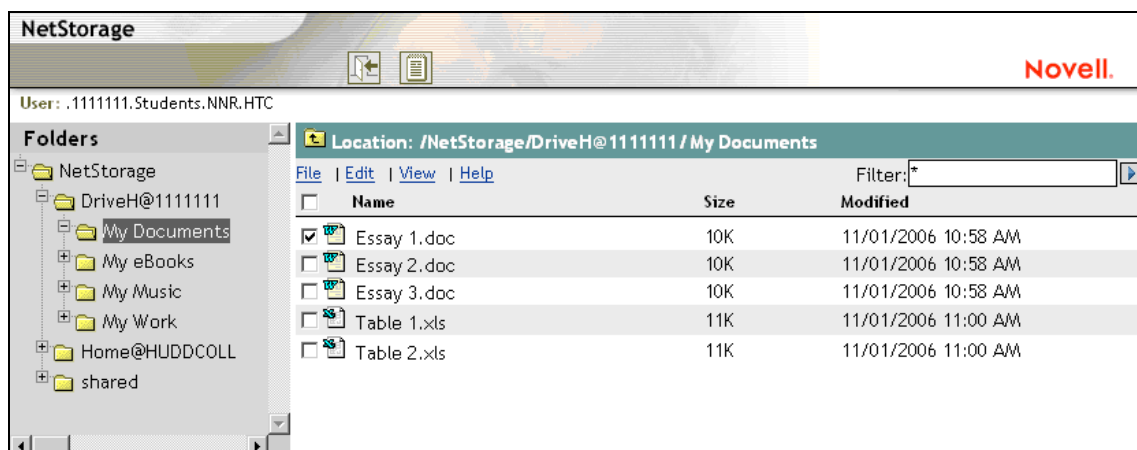 NetStorage
Novell.
User: .1111111.Students.NNR.HTC
Folders
NetStorage
DriveH@1111111
My Documents
My eBooks
My Music
My Work
Home@HUDDCOLL
shared
Location: /NetStorage/DriveH@1111111/My Documents
File | Edit | View | Help Filter:*
Name Size Modified
Essay 1.doc 10K 11/01/2006 10:58 AM
Essay 2.doc 10K 11/01/2006 10:58 AM
Essay 3.doc 10K 11/01/2006 10:58 AM
Table 1.xls 11K 11/01/2006 11:00 AM
Table 2.xls 11K 11/01/2006 11:00 AM